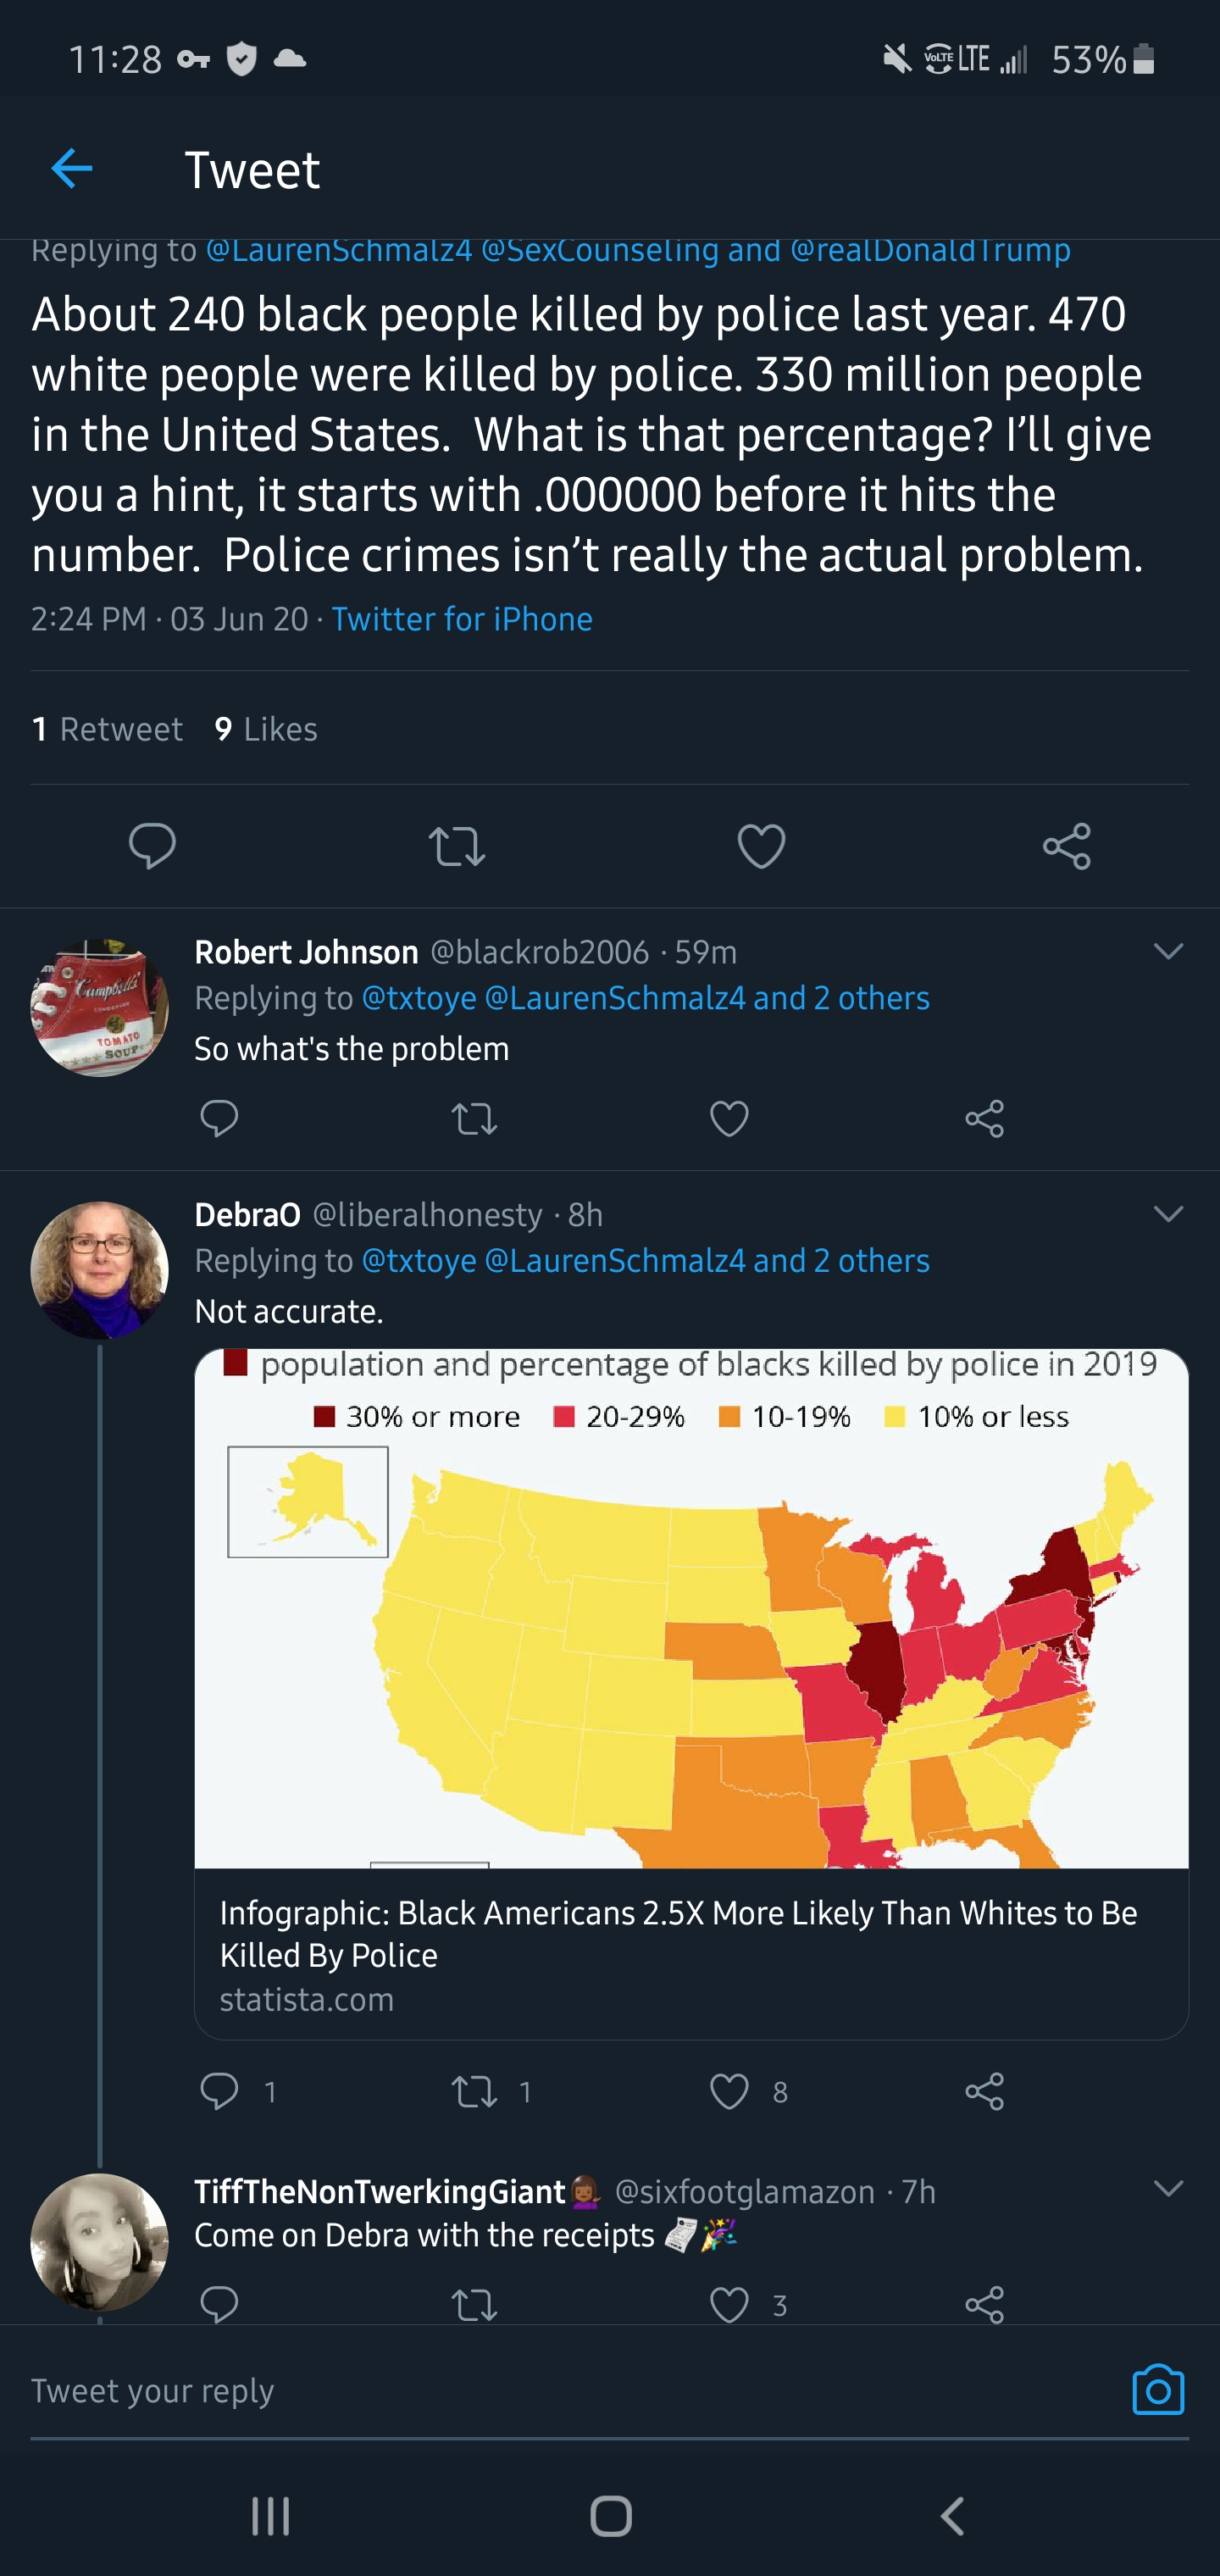 11:28
VoLTE LTE 53%
Tweet
Replying to @LaurenSchmalz4 @SexCounseling and @realDonaldTrump
About 240 black people killed by police last year. 470
white people were killed by police. 330 million people
in the United States.  What is that percentage? I’ll give
you a hint, it starts with .000000 before it hits the
number.  Police crimes isn’t really the actual problem.
2:24 PM · 03 Jun 20 · Twitter for iPhone
1 Retweet 9 Likes
Robert Johnson @blackrob2006 · 59m
Replying to @txtoye @LaurenSchmalz4 and 2 others
So what's the problem
Campbell's
CONDENSED
TOMATO
SOUP
DebraO @liberalhonesty · 8h
Replying to @txtoye @LaurenSchmalz4 and 2 others
Not accurate.
population and percentage of blacks killed by police in 2019
30% or more 20-29% 10-19% 10% or less
Infographic: Black Americans 2.5X More Likely Than Whites to Be
Killed By Police
statista.com
1 1 8
TiffTheNonTwerkingGiant💁🏾‍♀️ @sixfootglamazon · 7h
Come on Debra with the receipts 🧾🎉
3
Tweet your reply